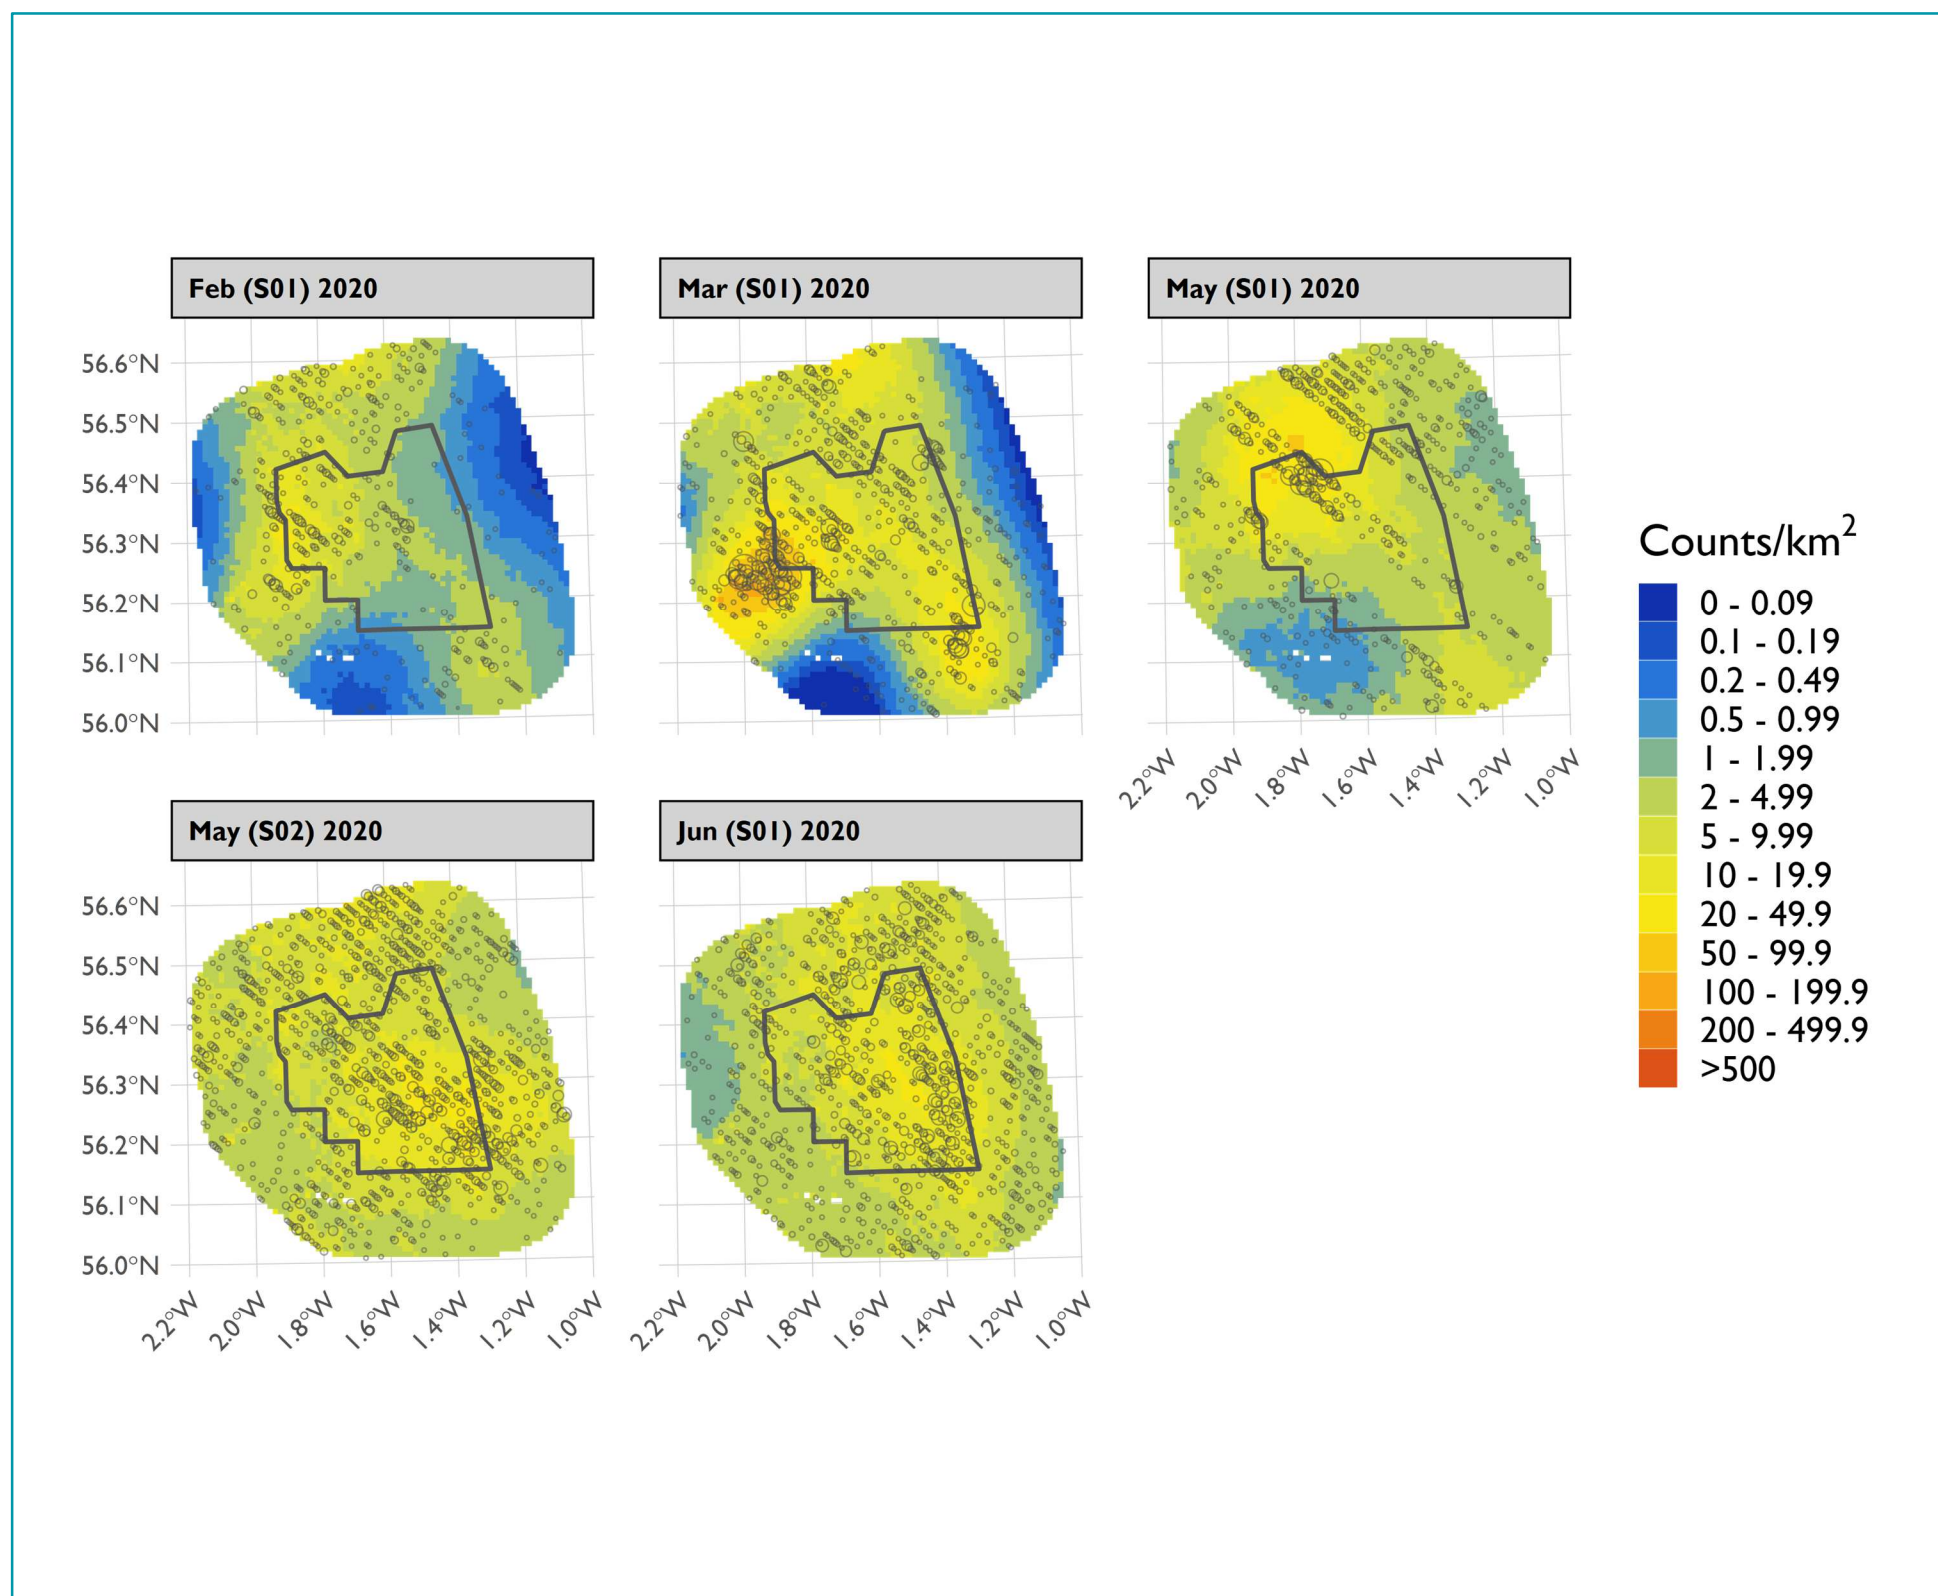 Feb (S01) 2020
Mar (S01) 2020
May (S01) 2020
56.6°N
56.5°N
56.4°N
56.3°N
56.2°N
56.1°N
56.0°N
2.2°W
2.0°W
1.8°W
1.6°W
1.4°W
1.2°W
1.0°W
May (S02) 2020
Jun (S01) 2020
56.6°N
56.5°N
56.4°N
56.3°N
56.2°N
56.1°N
56.0°N
2.2°W
2.0°W
1.8°W
1.6°W
1.4°W
1.2°W
1.0°W
2.2°W
2.0°W
1.8°W
1.6°W
1.4°W
1.2°W
1.0°W
Counts/km²
0 - 0.09
0.1 - 0.19
0.2 - 0.49
0.5 - 0.99
1 - 1.99
2 - 4.99
5 - 9.99
10 - 19.9
20 - 49.9
50 - 99.9
100 - 199.9
200 - 499.9
>500